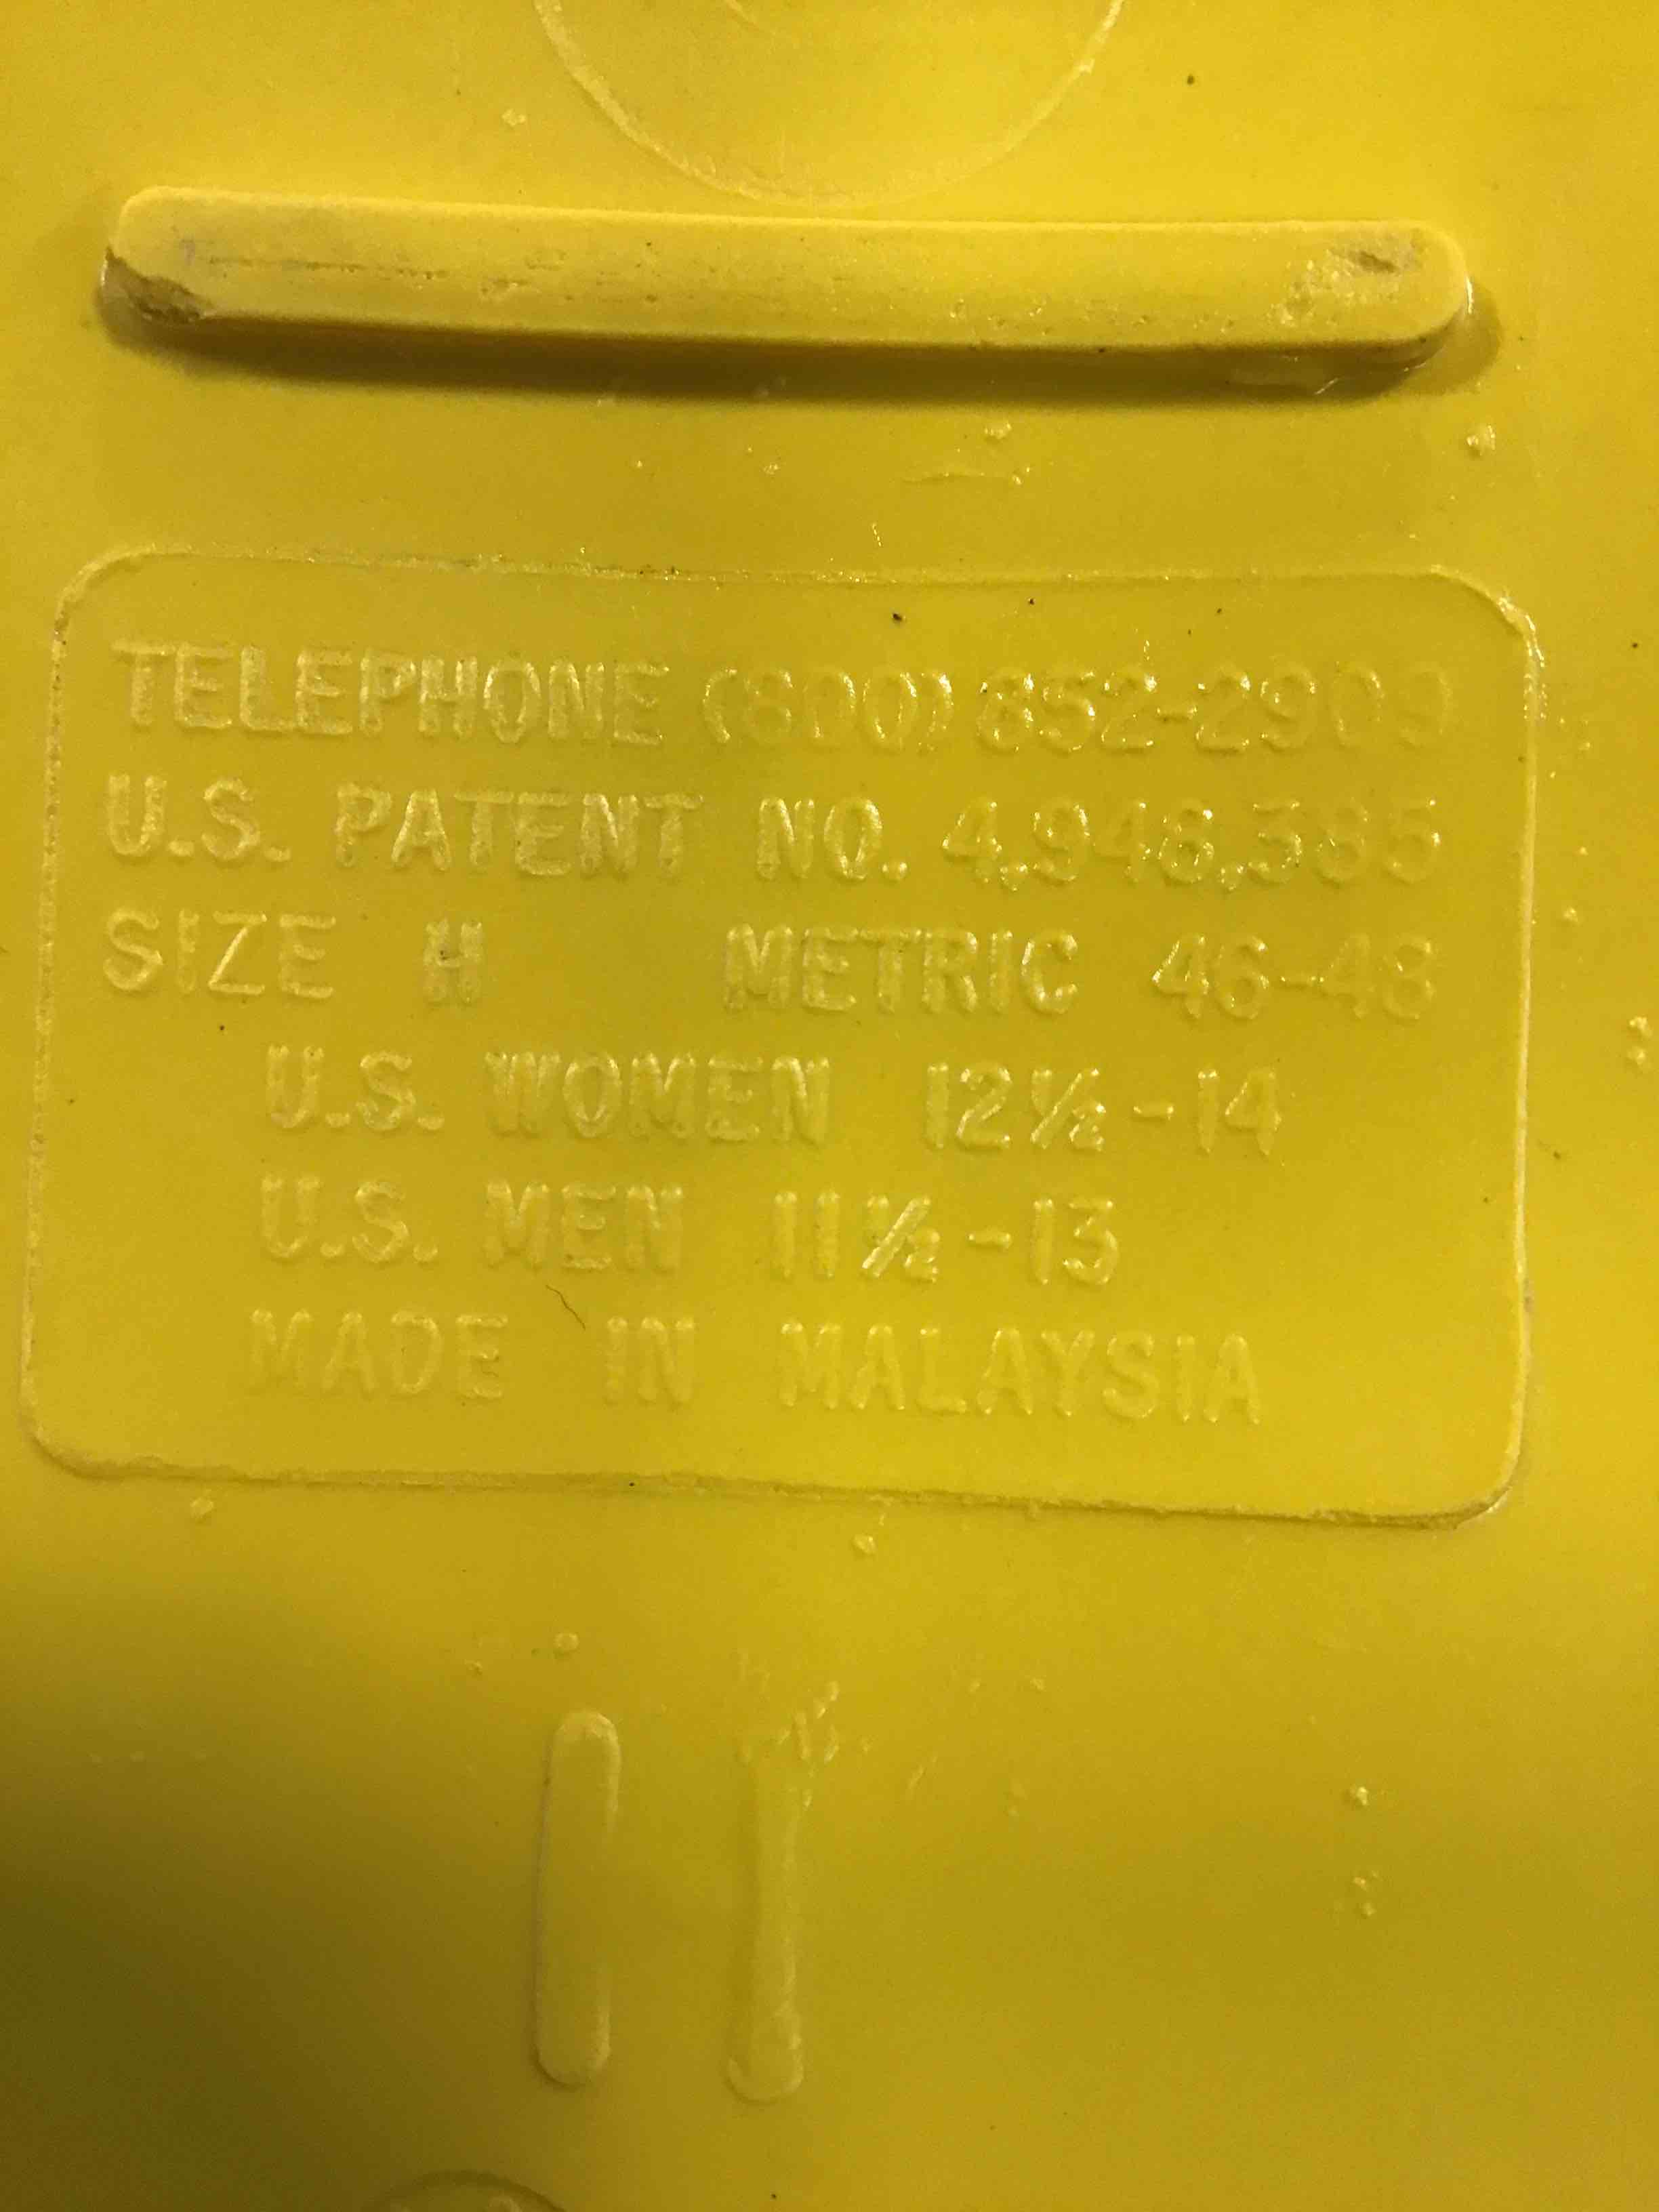 TELEPHONE (800) 852-2909
U.S. PATENT NO. 4,948,385
SIZE H METRIC 46-48
U.S. WOMEN 12½-14
U.S. MEN 11½-13
MADE IN MALAYSIA